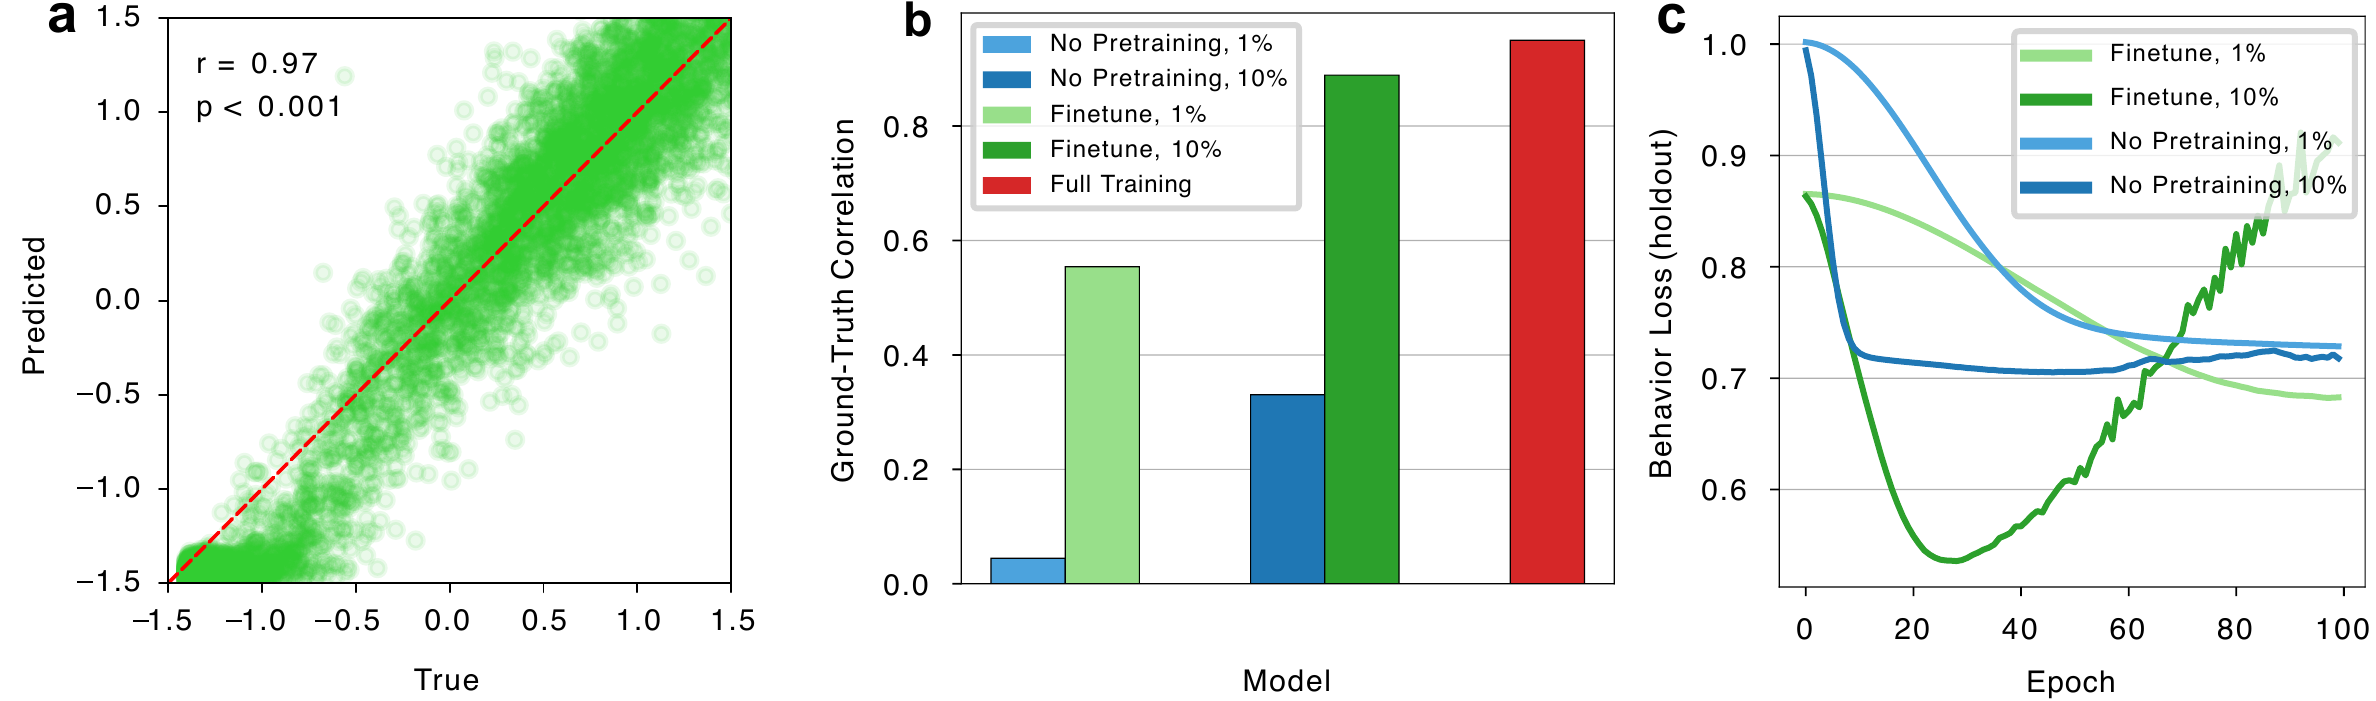 a
1.5
1.0
0.5
0.0
−0.5
−1.0
−1.5
Predicted
r = 0.97
p < 0.001
−1.5 −1.0 −0.5 0.0 0.5 1.0 1.5
True
b
0.8
0.6
0.4
0.2
0.0
Ground-Truth Correlation
No Pretraining, 1%
No Pretraining, 10%
Finetune, 1%
Finetune, 10%
Full Training
Model
c
1.0
0.9
0.8
0.7
0.6
Behavior Loss (holdout)
Finetune, 1%
Finetune, 10%
No Pretraining, 1%
No Pretraining, 10%
0 20 40 60 80 100
Epoch